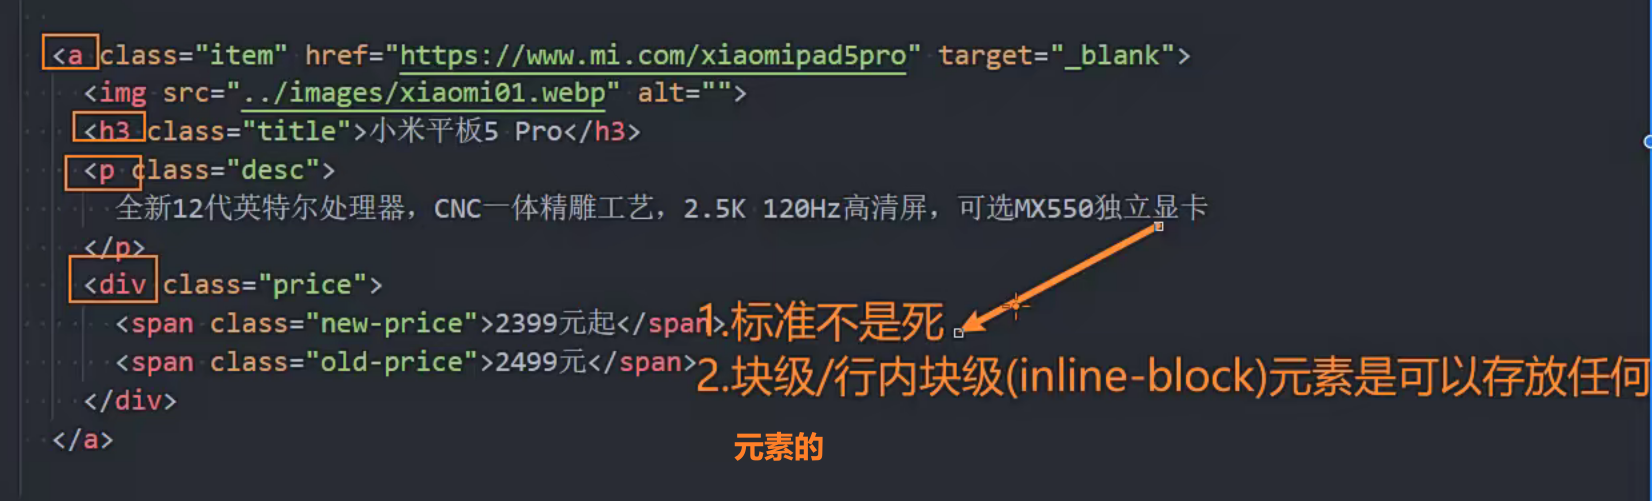 <a class="item" href="https://www.mi.com/xiaomipad5pro" target="_blank">
<img src="../images/xiaomi01.webp" alt="">
<h3 class="title">小米平板5 Pro</h3>
<p class="desc">
全新12代英特尔处理器，CNC一体精雕工艺，2.5K 120Hz高清屏，可选MX550独立显卡
</p>
<div class="price">
<span class="new-price">2399元起</span>
1.标准不是死
<span class="old-price">2499元</span>
2.块级/行内块级(inline-block)元素是可以存放任何
</div>
</a>
元素的